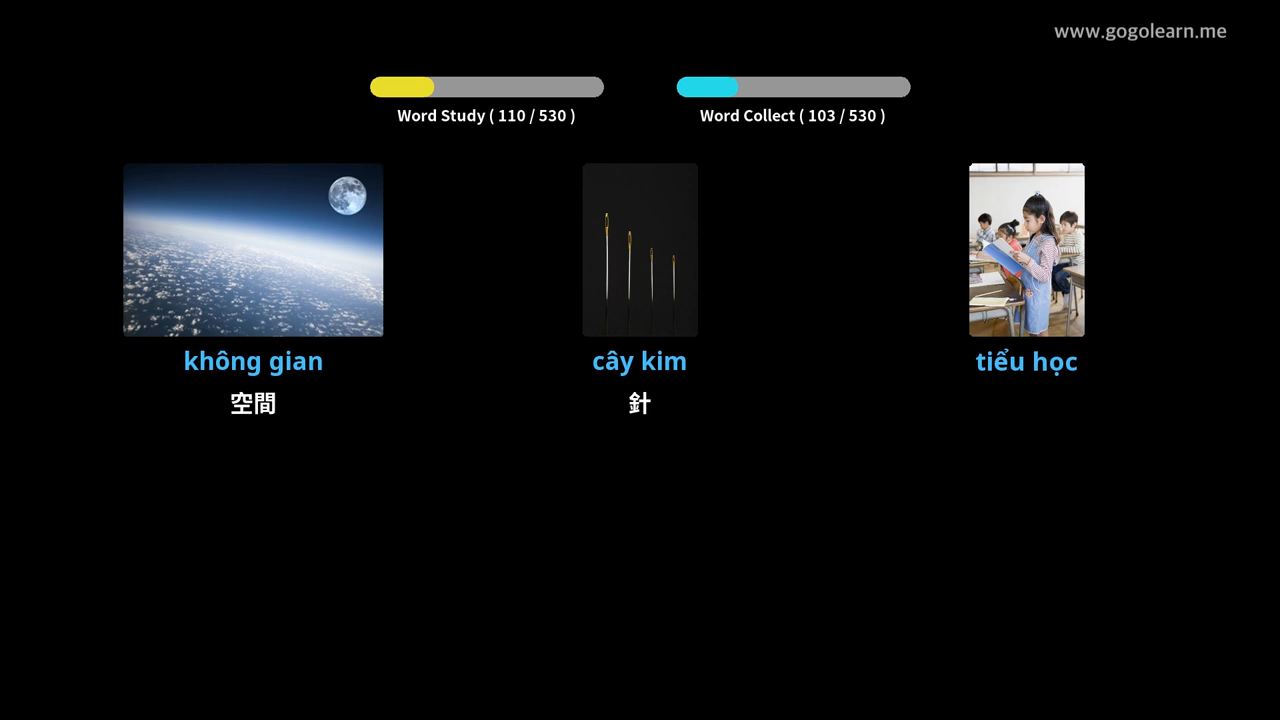 www.gogolearn.me
Word Study ( 110 / 530 )
Word Collect ( 103 / 530 )
không gian
cây kim
tiểu học
空間
針